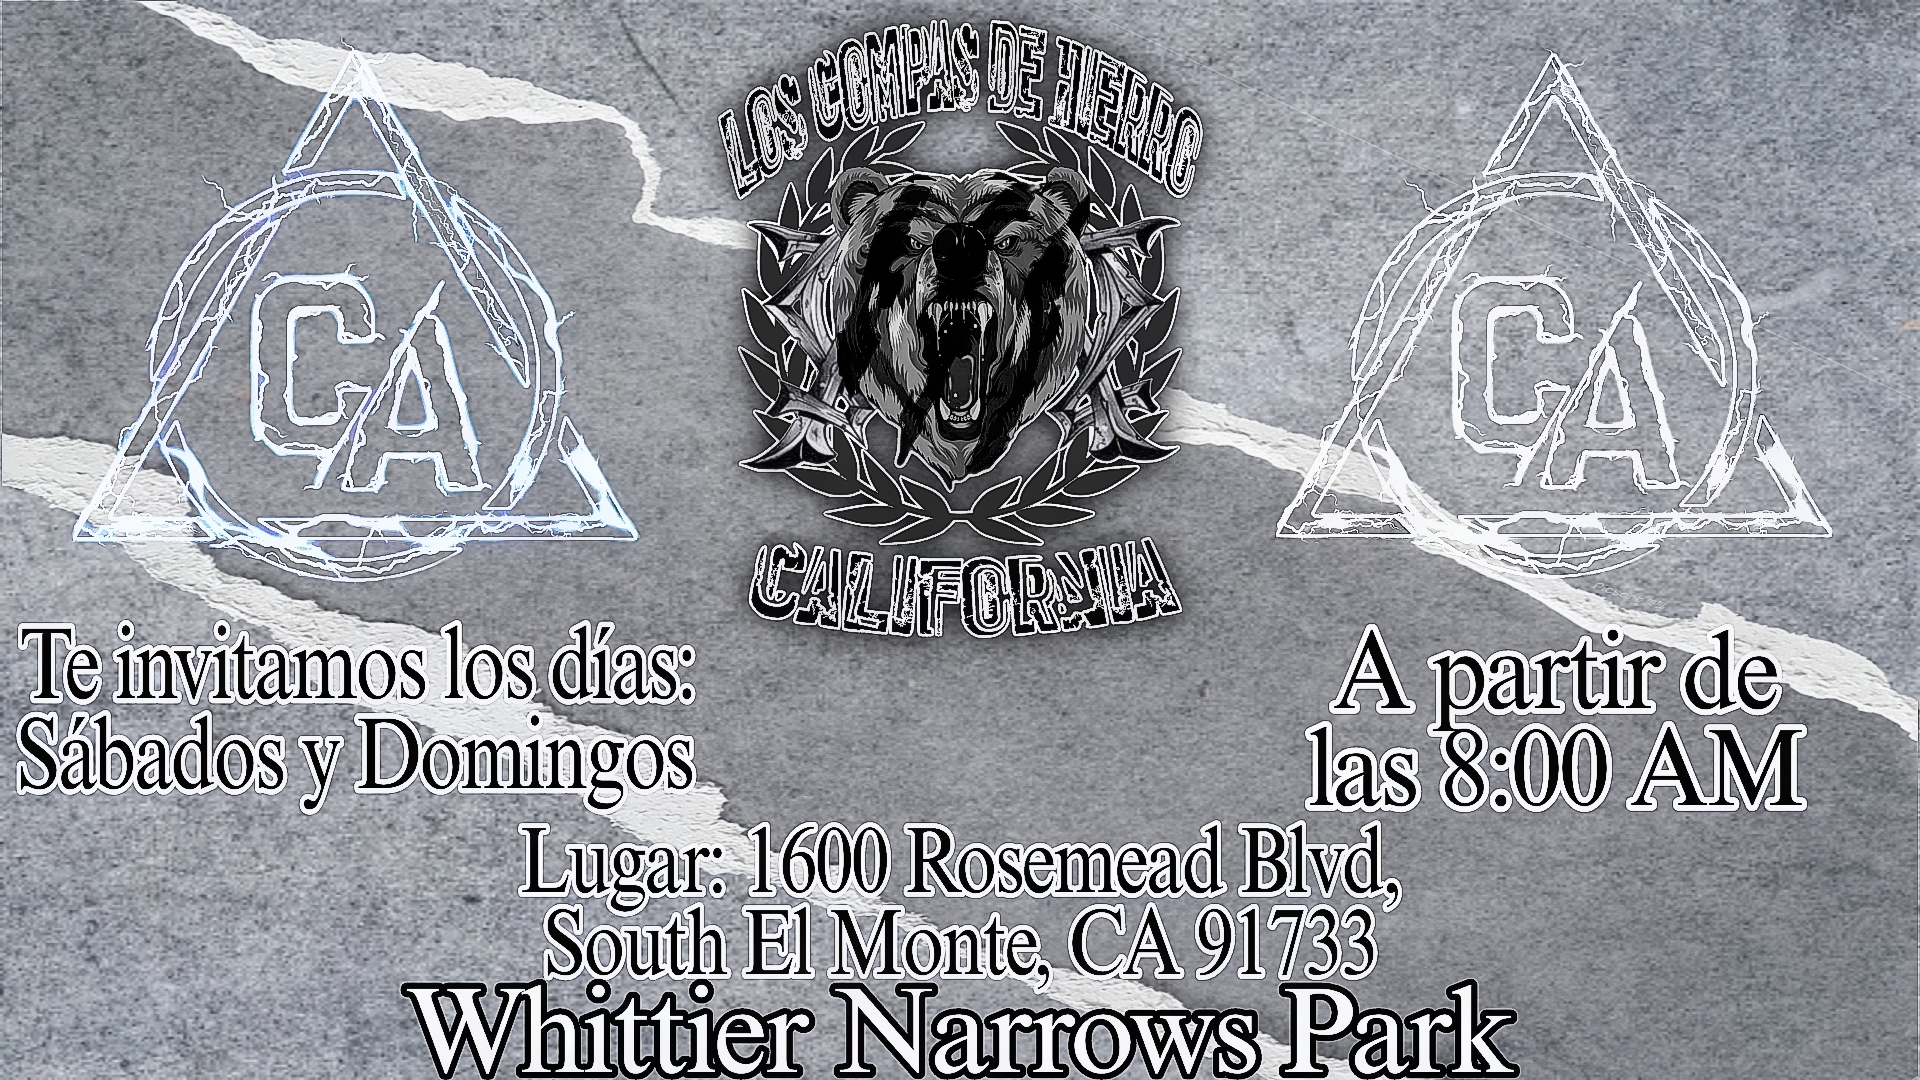 LOS COMPAS DE HIERRO
CA
CA
CALIFORNIA
Te invitamos los días:
Sábados y Domingos
A partir de
las 8:00 AM
Lugar: 1600 Rosemead Blvd,
South El Monte, CA 91733
Whittier Narrows Park